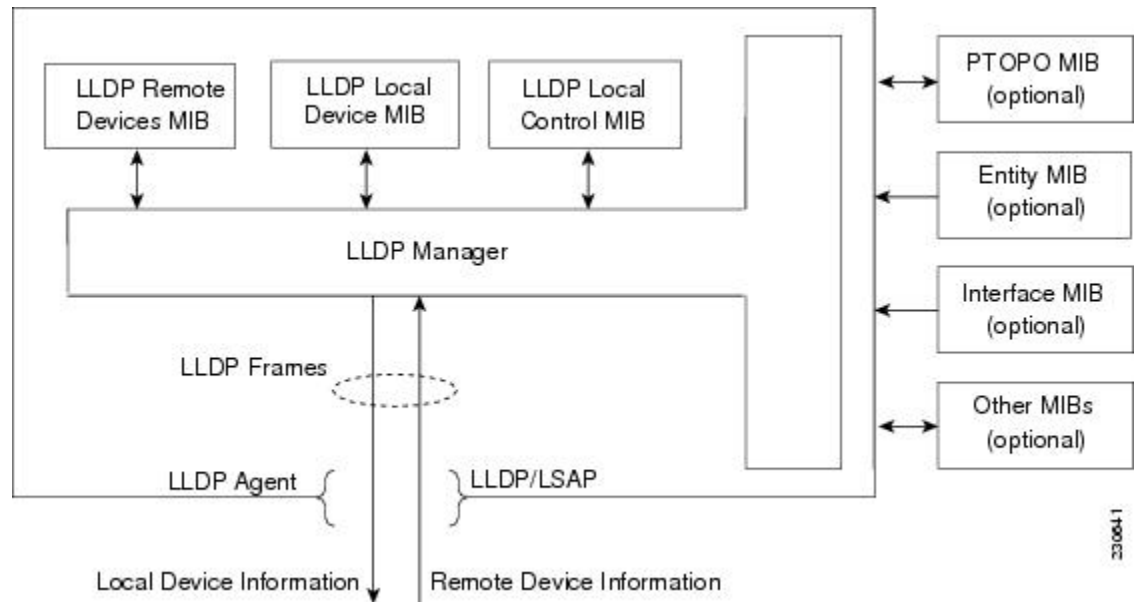 LLDP Remote
Devices MIB
LLDP Local
Device MIB
LLDP Local
Control MIB
PTOPO MIB
(optional)
Entity MIB
(optional)
LLDP Manager
Interface MIB
(optional)
LLDP Frames
Other MIBs
(optional)
LLDP Agent
LLDP/LSAP
230641
Local Device Information
Remote Device Information